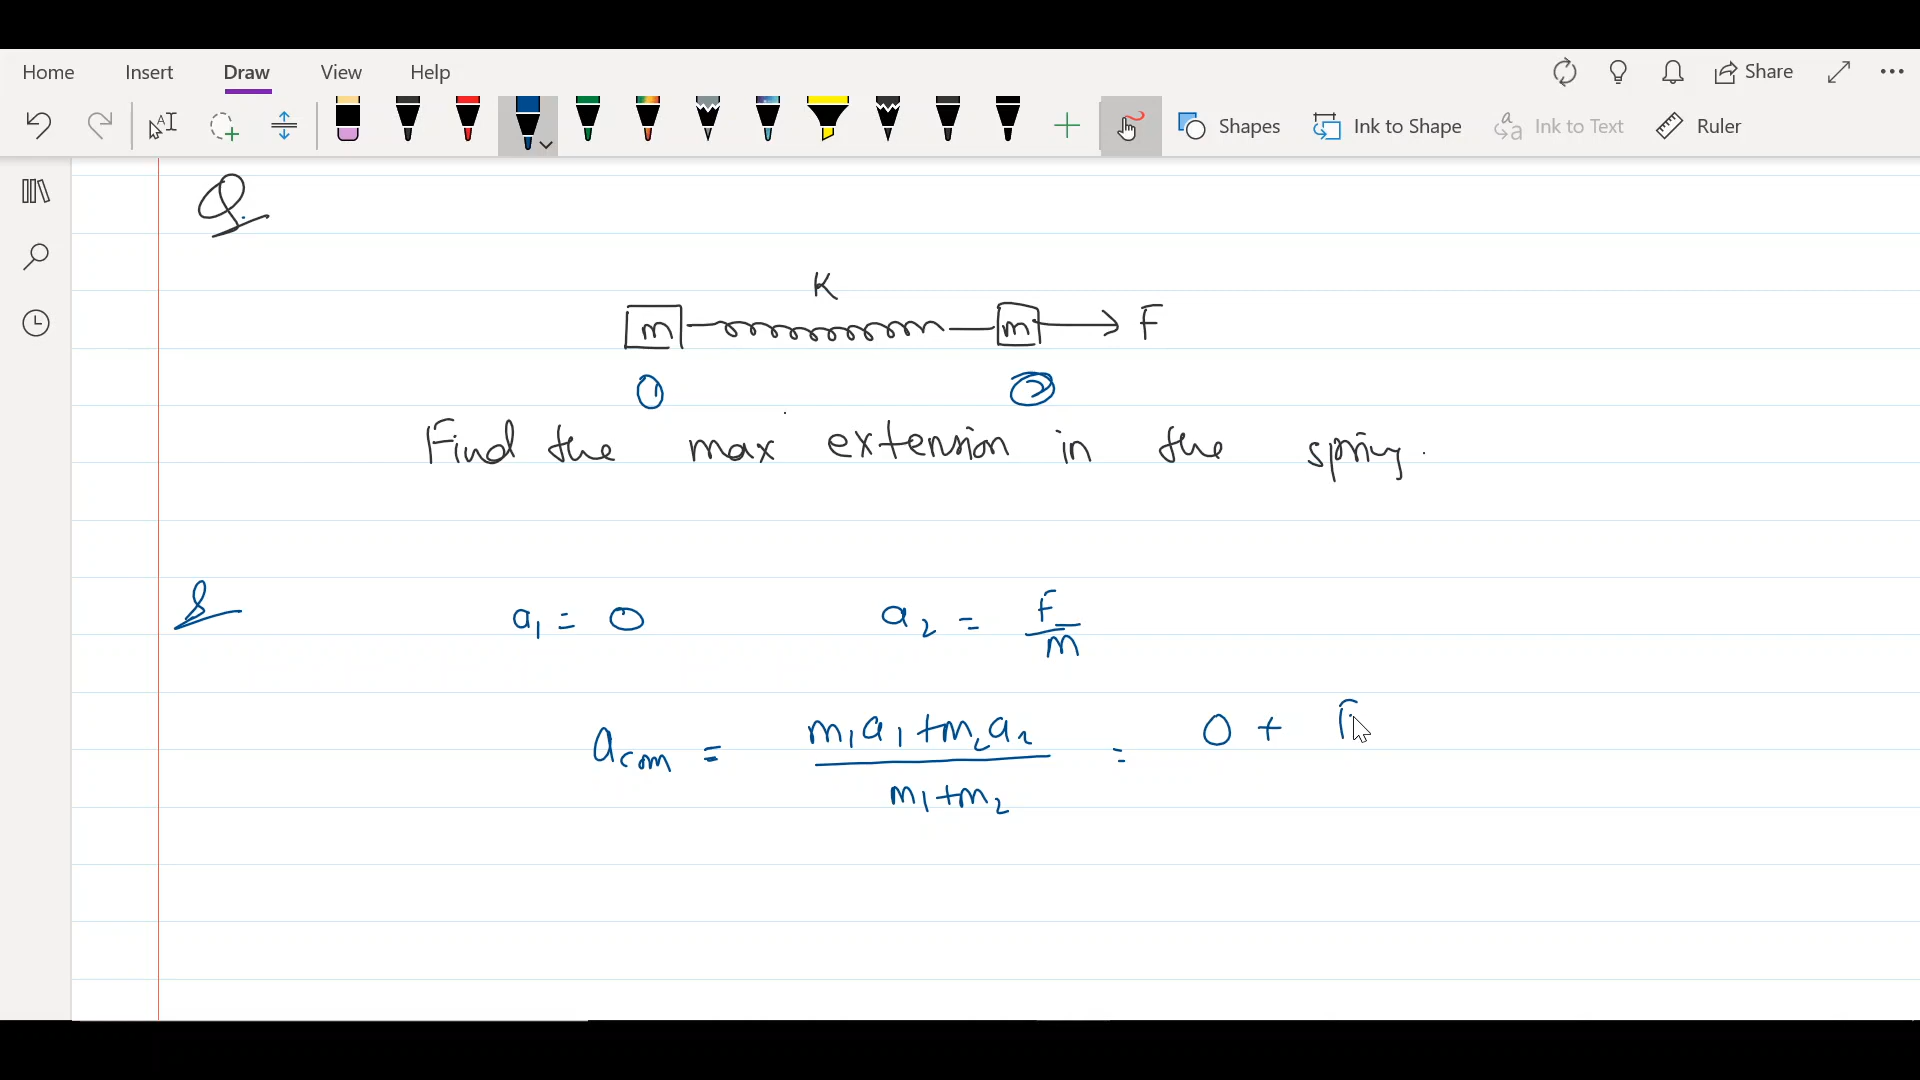 Home Insert Draw View Help Share
Shapes Ink to Shape Ink to Text Ruler
Q.
K
m m F
1 2
Find the max extension in the spring.
S
a₁ = 0 a₂ = F/m
a_com = (m₁a₁+m₂a₂)/(m₁+m₂) = 0 + F